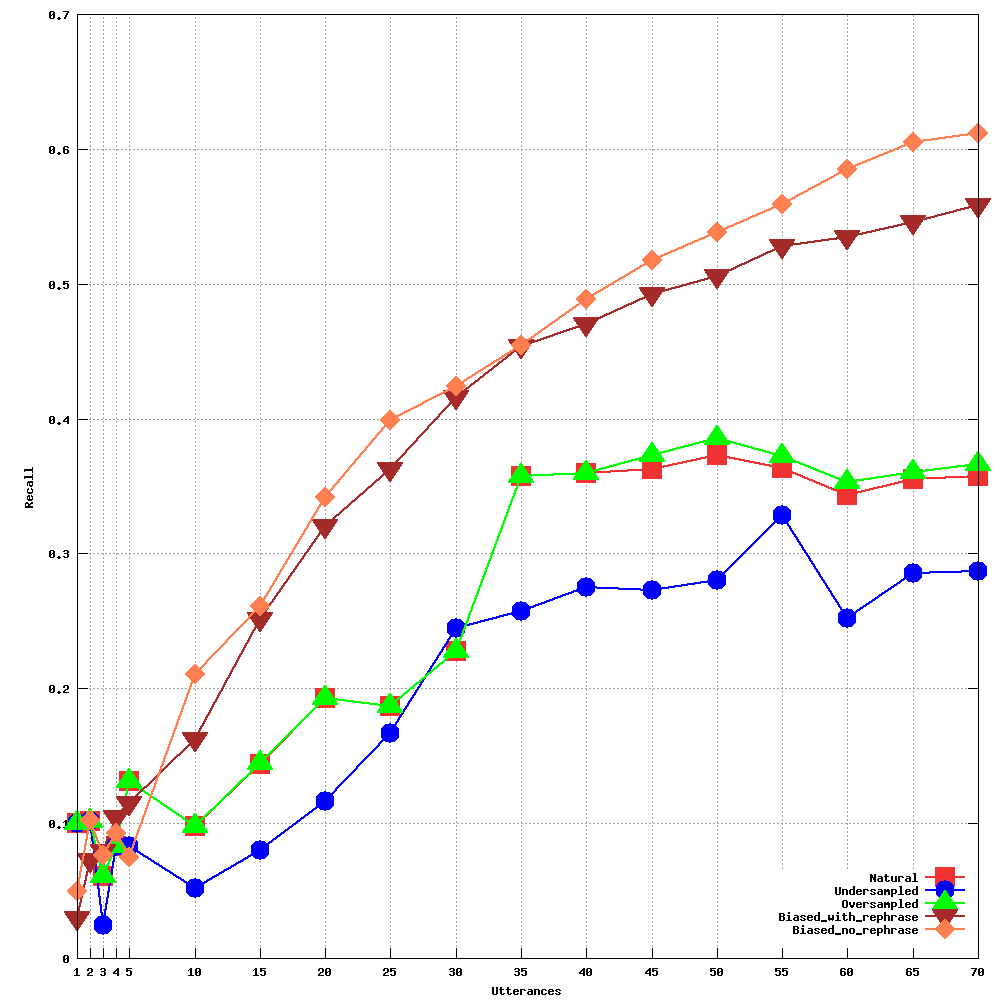 0.7
0.6
0.5
0.4
0.3
0.2
0.1
0
Recall
1 2 3 4 5 10 15 20 25 30 35 40 45 50 55 60 65 70
Utterances
Natural
Undersampled
Oversampled
Biased_with_rephrase
Biased_no_rephrase